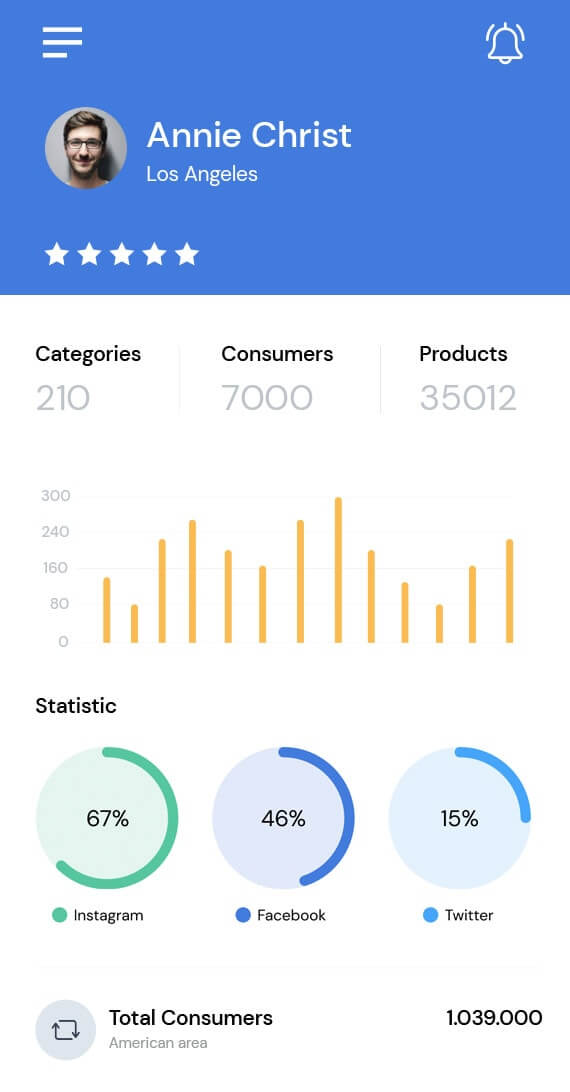 Annie Christ
Los Angeles
Categories Consumers Products
210 7000 35012
300
240
160
80
0
Statistic
67% 46% 15%
Instagram Facebook Twitter
Total Consumers 1.039.000
American area